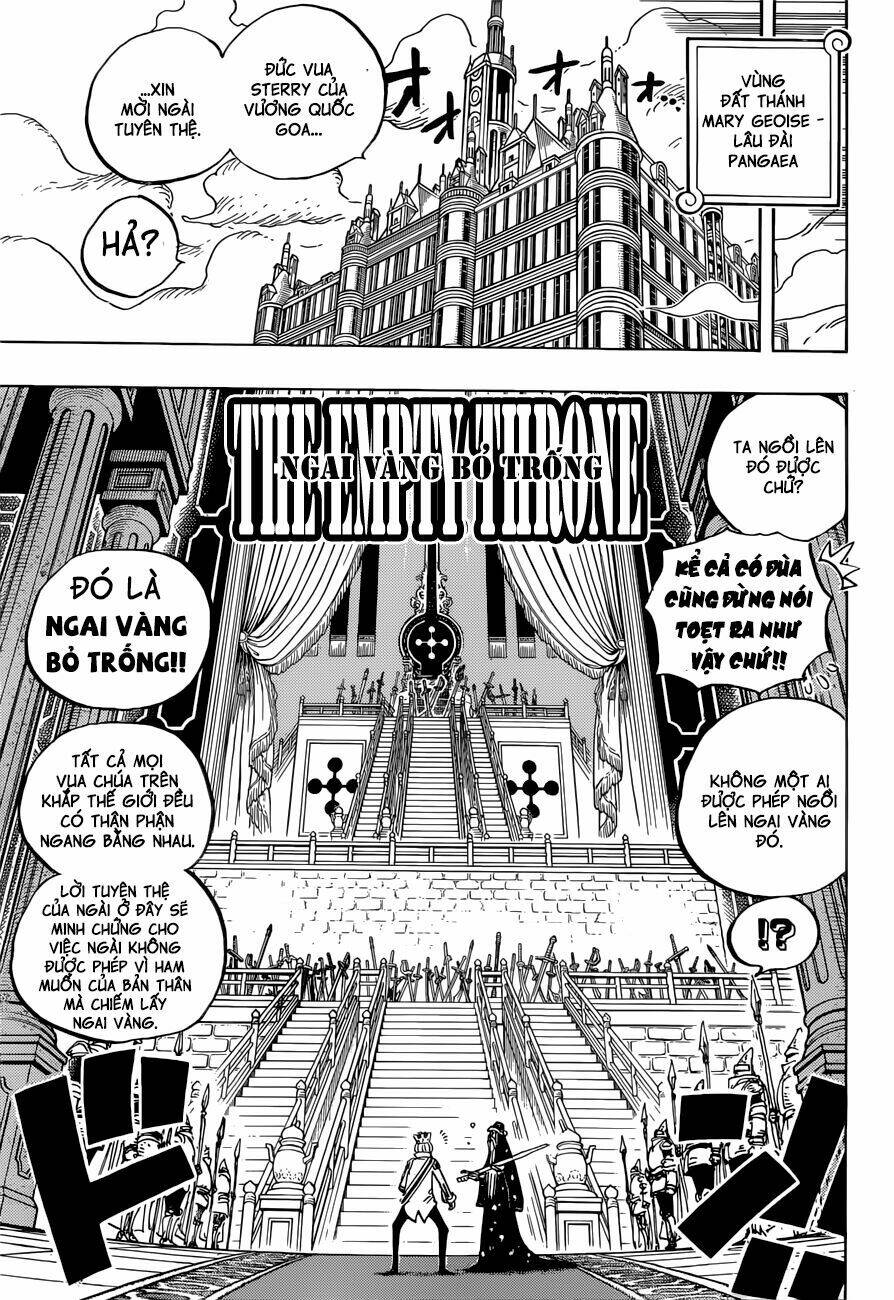 VÙNG
ĐẤT THÁNH
MARY GEOISE -
LÂU ĐÀI
PANGAEA
オオオ...
ĐỨC VUA
STERRY CỦA
VƯƠNG QUỐC
GOA...
...XIN
MỜI NGÀI
TUYÊN THỆ.
HẢ?
THE EMPTY THRONE
NGAI VÀNG BỎ TRỐNG
TA NGỒI LÊN
ĐÓ ĐƯỢC
CHỨ?
KỂ CẢ CÓ ĐÙA
CŨNG ĐỪNG NÓI
TOẸT RA NHƯ
VẬY CHỨ!!
KHÔNG MỘT AI
ĐƯỢC PHÉP NGỒI
LÊN NGAI VÀNG
ĐÓ.
!?
ĐÓ LÀ
NGAI VÀNG
BỎ TRỐNG!!
TẤT CẢ MỌI
VUA CHÚA TRÊN
KHẮP THẾ GIỚI ĐỀU
CÓ THÂN PHẬN
NGANG BẰNG NHAU.
LỜI TUYÊN THỆ
CỦA NGÀI Ở ĐÂY SẼ
MINH CHỨNG CHO
VIỆC NGÀI KHÔNG
ĐƯỢC PHÉP VÌ HAM
MUỐN CỦA BẢN THÂN
MÀ CHIẾM LẤY
NGAI VÀNG.
ドン!!